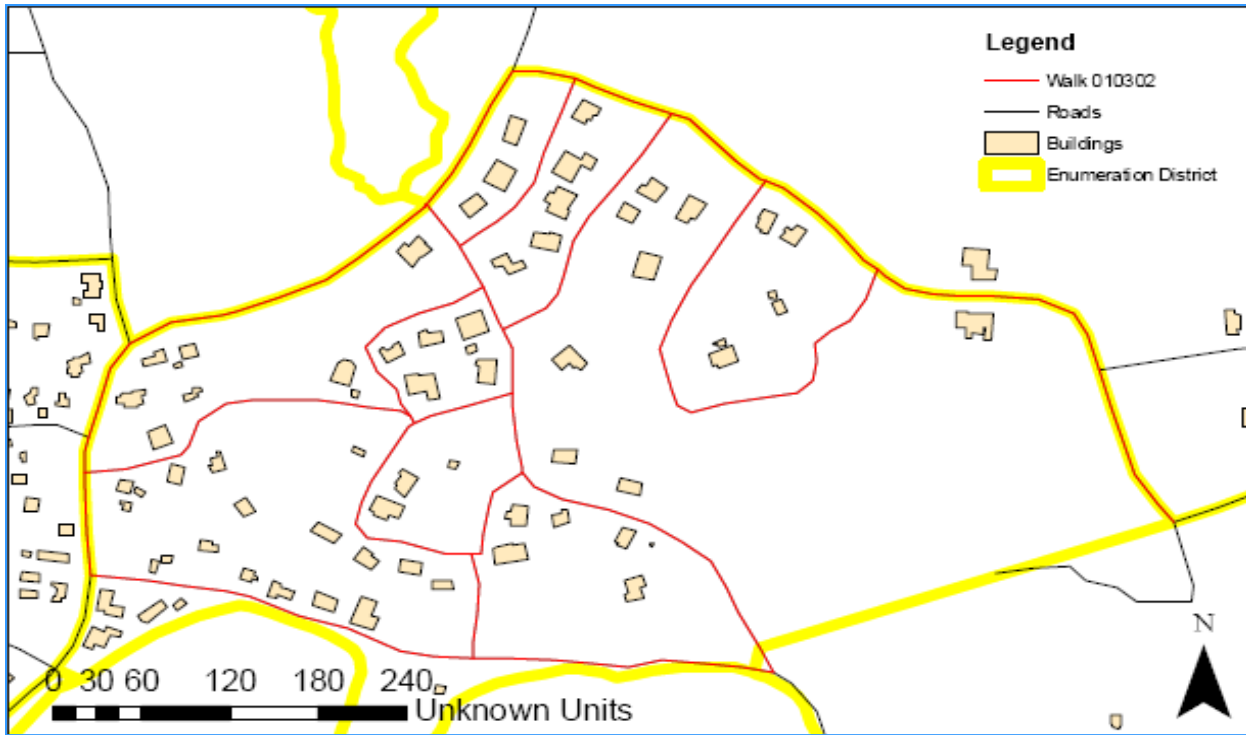 Legend
Walk 010302
Roads
Buildings
Enumeration District
N
0 30 60 120 180 240
Unknown Units